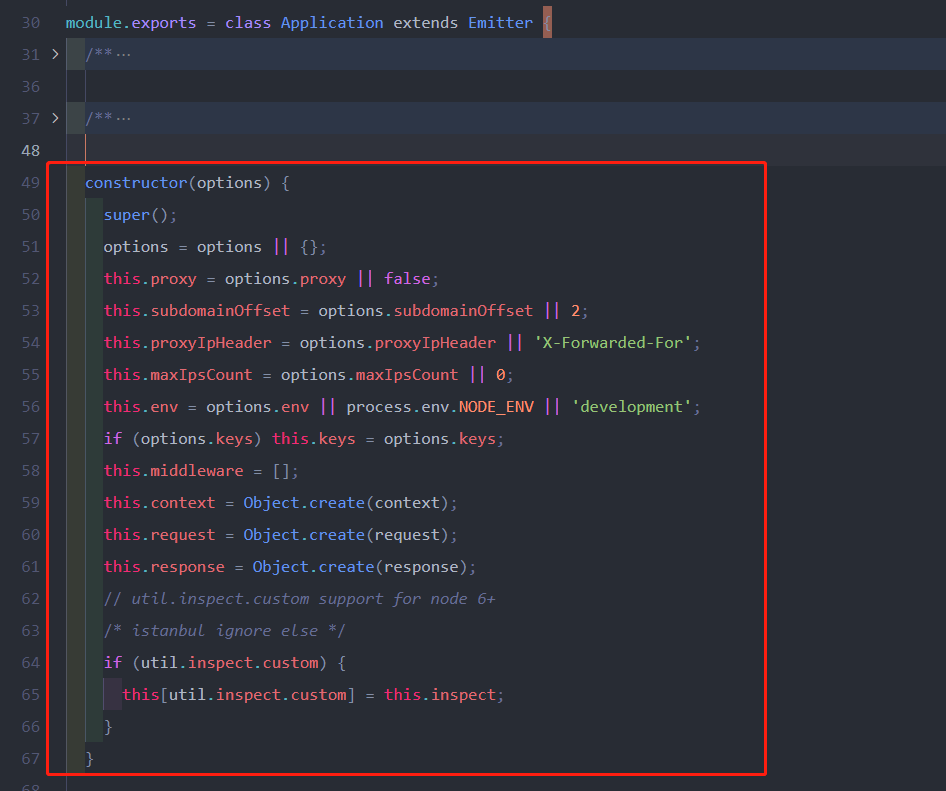 30 module.exports = class Application extends Emitter {
31 > /** ···
36
37 > /** ···
48
49 constructor(options) {
50 super();
51 options = options || {};
52 this.proxy = options.proxy || false;
53 this.subdomainOffset = options.subdomainOffset || 2;
54 this.proxyIpHeader = options.proxyIpHeader || 'X-Forwarded-For';
55 this.maxIpsCount = options.maxIpsCount || 0;
56 this.env = options.env || process.env.NODE_ENV || 'development';
57 if (options.keys) this.keys = options.keys;
58 this.middleware = [];
59 this.context = Object.create(context);
60 this.request = Object.create(request);
61 this.response = Object.create(response);
62 // util.inspect.custom support for node 6+
63 /* istanbul ignore else */
64 if (util.inspect.custom) {
65 this[util.inspect.custom] = this.inspect;
66 }
67 }
68